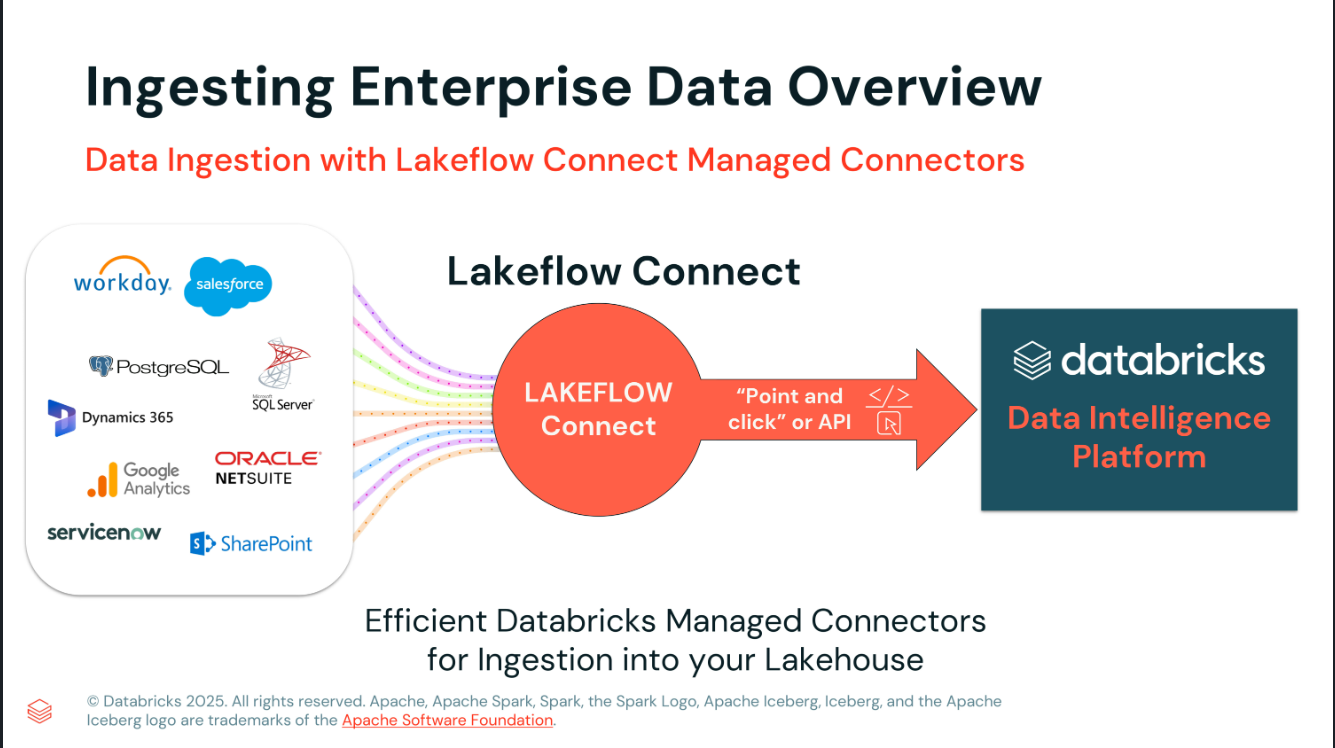 Ingesting Enterprise Data Overview
Data Ingestion with Lakeflow Connect Managed Connectors
workday.
salesforce
PostgreSQL
Microsoft
SQL Server
Dynamics 365
Google
Analytics
ORACLE
NETSUITE
servicenow
S
SharePoint
Lakeflow Connect
LAKEFLOW
Connect
“Point and
click” or API
</>
databricks
Data Intelligence
Platform
Efficient Databricks Managed Connectors
for Ingestion into your Lakehouse
© Databricks 2025. All rights reserved. Apache, Apache Spark, Spark, the Spark Logo, Apache Iceberg, Iceberg, and the Apache
Iceberg logo are trademarks of the Apache Software Foundation.